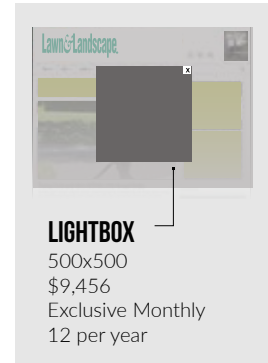 Lawn&Landscape
x
LIGHTBOX
500x500
$9,456
Exclusive Monthly
12 per year